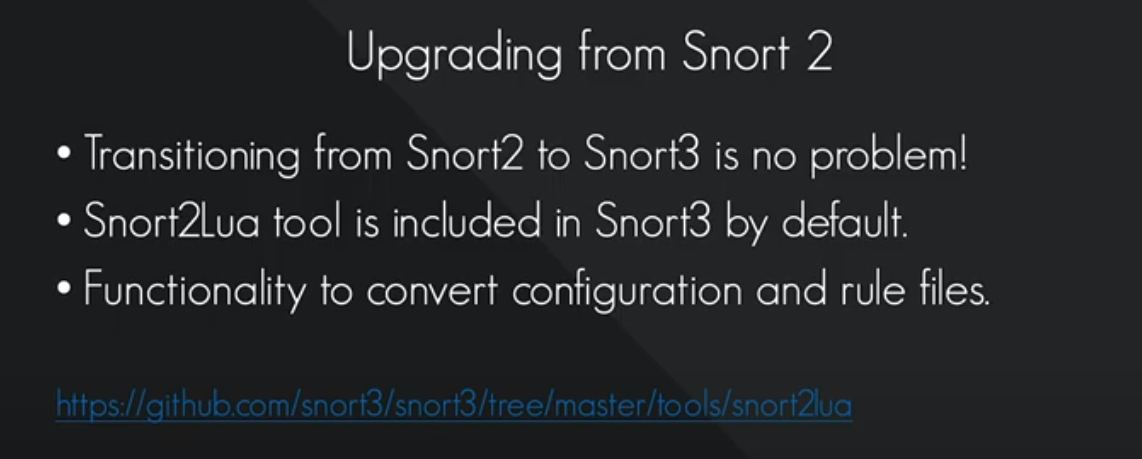 Upgrading from Snort 2
• Transitioning from Snort2 to Snort3 is no problem!
• Snort2Lua tool is included in Snort3 by default.
• Functionality to convert configuration and rule files.
https://github.com/snort3/snort3/tree/master/tools/snort2lua